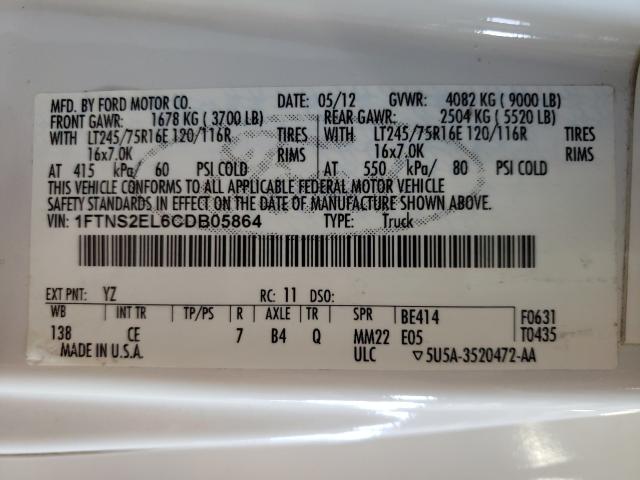 MFD. BY FORD MOTOR CO. DATE: 05/12 GVWR: 4082 KG ( 9000 LB)
FRONT GAWR: 1678 KG ( 3700 LB) REAR GAWR: 2504 KG ( 5520 LB)
WITH LT245/75R16E 120/116R TIRES WITH LT245/75R16E 120/116R TIRES
16x7.0K RIMS 16x7.0K RIMS
AT 415 kPa/ 60 PSI COLD AT 550 kPa/ 80 PSI COLD
THIS VEHICLE CONFORMS TO ALL APPLICABLE FEDERAL MOTOR VEHICLE
SAFETY STANDARDS IN EFFECT ON THE DATE OF MANUFACTURE SHOWN ABOVE.
VIN: 1FTNS2EL6CDB05864 TYPE: Truck
EXT PNT: YZ RC: 11 DSO:
WB INT TR TP/PS R AXLE TR SPR BE414 F0631
138 CE 7 B4 Q MM22 E05 T0435
MADE IN U.S.A. ULC ▽5U5A-3520472-AA